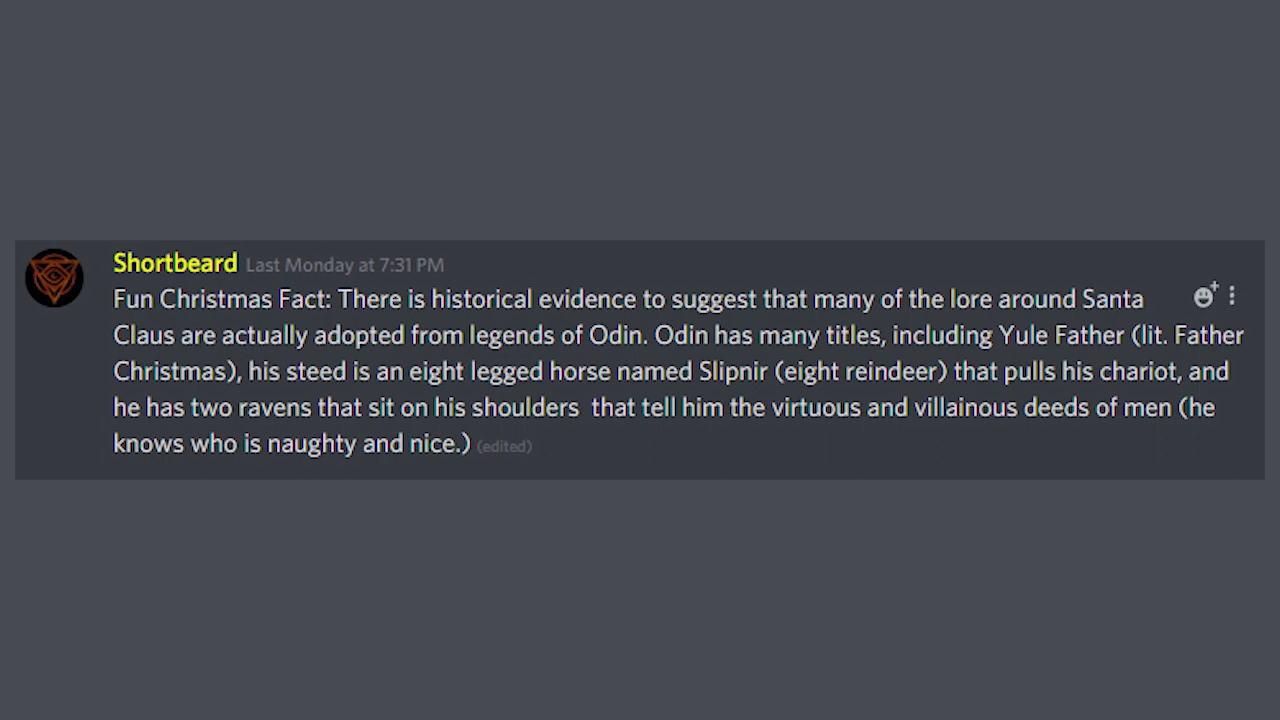 Shortbeard Last Monday at 7:31 PM
Fun Christmas Fact: There is historical evidence to suggest that many of the lore around Santa
Claus are actually adopted from legends of Odin. Odin has many titles, including Yule Father (lit. Father
Christmas), his steed is an eight legged horse named Slipnir (eight reindeer) that pulls his chariot, and
he has two ravens that sit on his shoulders  that tell him the virtuous and villainous deeds of men (he
knows who is naughty and nice.) (edited)